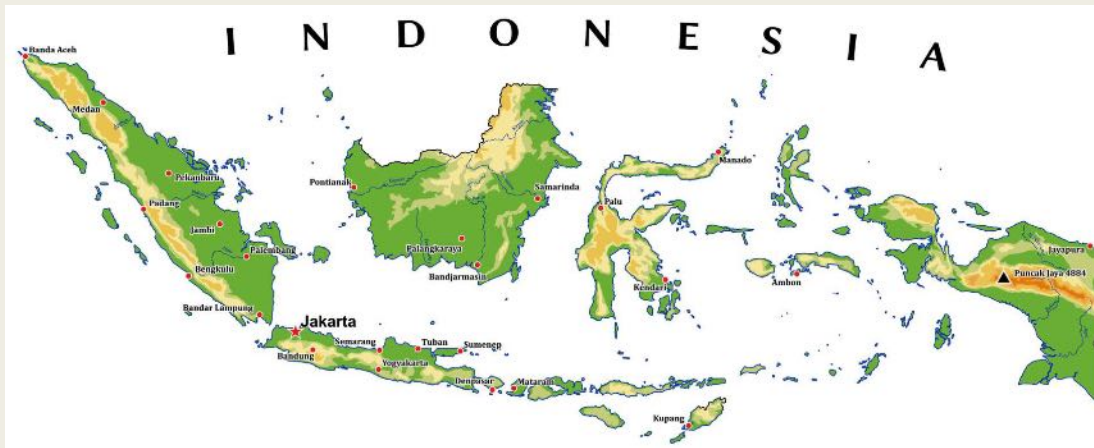 INDONESIA
Banda Aceh
Medan
Pekanbaru
Padang
Jambi
Palembang
Bengkulu
Bandar Lampung
Pontianak
Samarinda
Palangkaraya
Bandjarmasin
Manado
Palu
Kendari
Ambon
Jayapura
Puncak Jaya 4884
Jakarta
Semarang
Tuban
Sumenep
Bandung
Yogyakarta
Denpasar
Mataram
Kupang